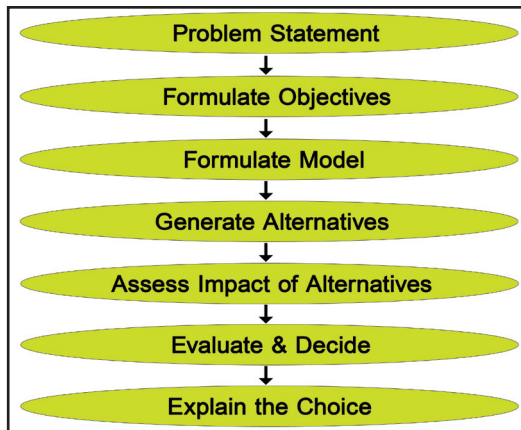 Problem Statement
Formulate Objectives
Formulate Model
Generate Alternatives
Assess Impact of Alternatives
Evaluate & Decide
Explain the Choice